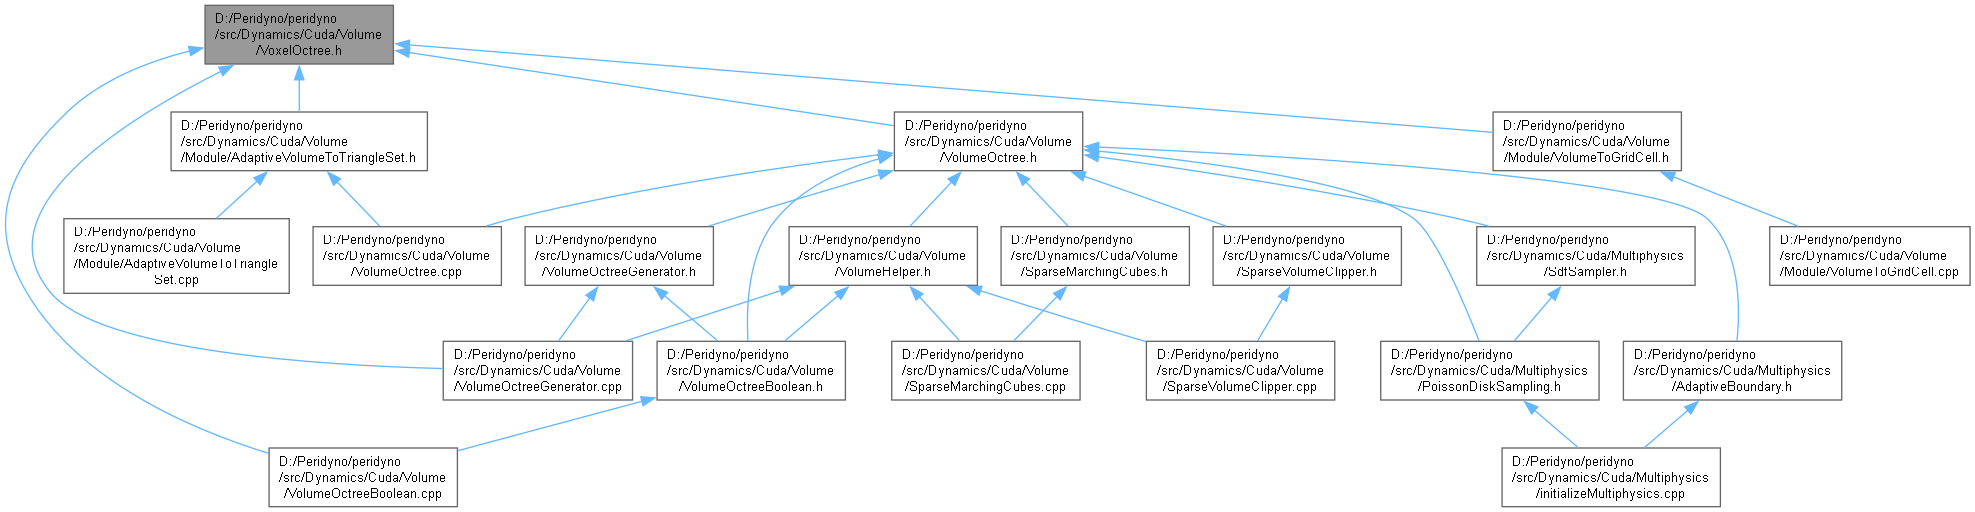 D:/Peridyno/peridyno
/src/Dynamics/Cuda/Volume
/VoxelOctree.h
D:/Peridyno/peridyno
/src/Dynamics/Cuda/Volume
/Module/AdaptiveVolumeToTriangleSet.h
D:/Peridyno/peridyno
/src/Dynamics/Cuda/Volume
/VolumeOctree.h
D:/Peridyno/peridyno
/src/Dynamics/Cuda/Volume
/Module/VolumeToGridCell.h
D:/Peridyno/peridyno
/src/Dynamics/Cuda/Volume
/Module/AdaptiveVolumeToTriangle
Set.cpp
D:/Peridyno/peridyno
/src/Dynamics/Cuda/Volume
/VolumeOctree.cpp
D:/Peridyno/peridyno
/src/Dynamics/Cuda/Volume
/VolumeOctreeGenerator.h
D:/Peridyno/peridyno
/src/Dynamics/Cuda/Volume
/VolumeHelper.h
D:/Peridyno/peridyno
/src/Dynamics/Cuda/Volume
/SparseMarchingCubes.h
D:/Peridyno/peridyno
/src/Dynamics/Cuda/Volume
/SparseVolumeClipper.h
D:/Peridyno/peridyno
/src/Dynamics/Cuda/Multiphysics
/SdfSampler.h
D:/Peridyno/peridyno
/src/Dynamics/Cuda/Volume
/Module/VolumeToGridCell.cpp
D:/Peridyno/peridyno
/src/Dynamics/Cuda/Volume
/VolumeOctreeGenerator.cpp
D:/Peridyno/peridyno
/src/Dynamics/Cuda/Volume
/VolumeOctreeBoolean.h
D:/Peridyno/peridyno
/src/Dynamics/Cuda/Volume
/SparseMarchingCubes.cpp
D:/Peridyno/peridyno
/src/Dynamics/Cuda/Volume
/SparseVolumeClipper.cpp
D:/Peridyno/peridyno
/src/Dynamics/Cuda/Multiphysics
/PoissonDiskSampling.h
D:/Peridyno/peridyno
/src/Dynamics/Cuda/Multiphysics
/AdaptiveBoundary.h
D:/Peridyno/peridyno
/src/Dynamics/Cuda/Volume
/VolumeOctreeBoolean.cpp
D:/Peridyno/peridyno
/src/Dynamics/Cuda/Multiphysics
/initializeMultiphysics.cpp